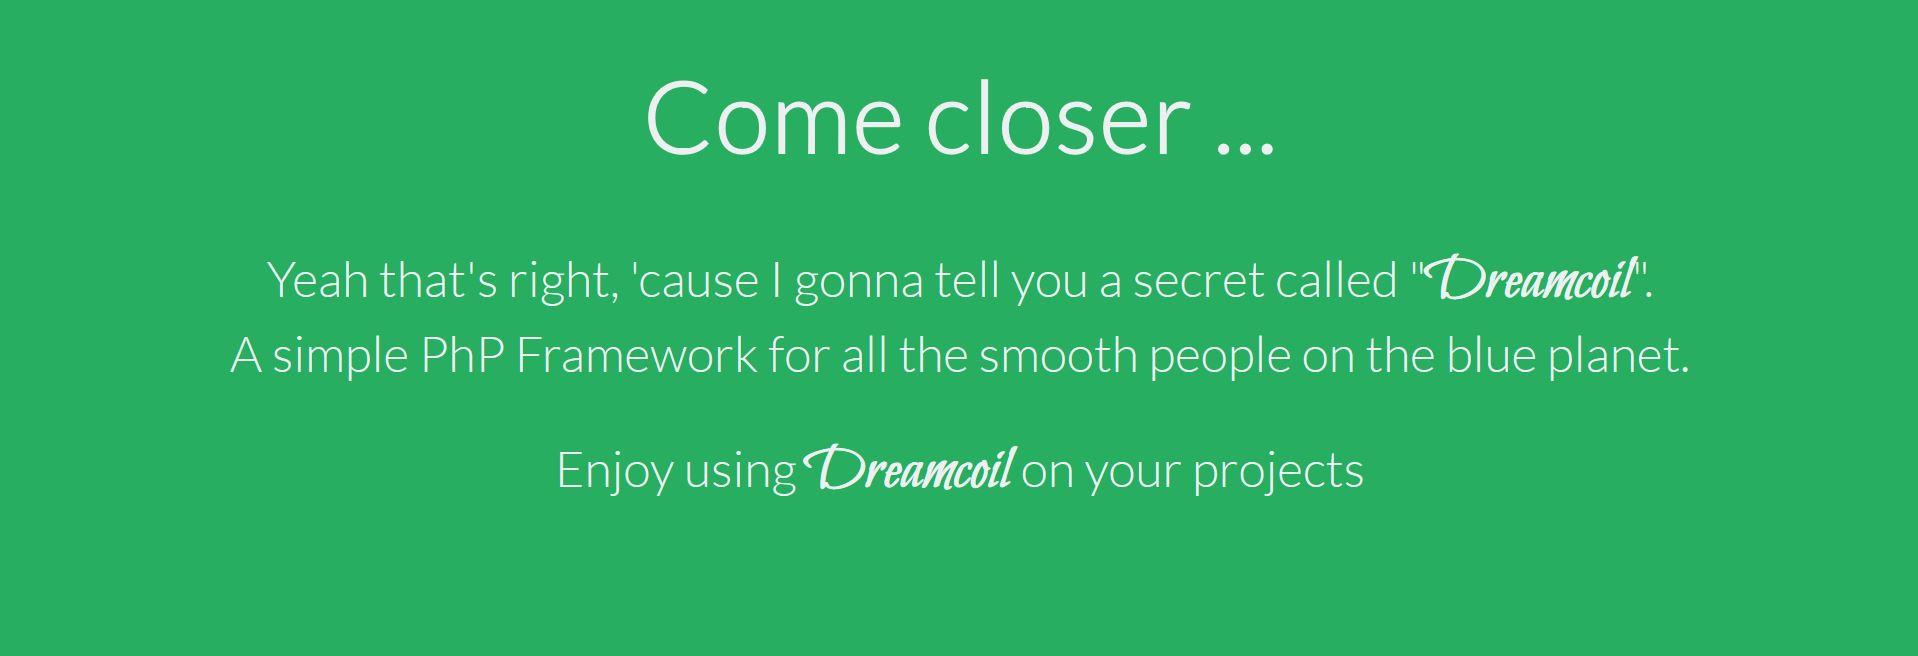 Come closer ...
Yeah that's right, 'cause I gonna tell you a secret called "Dreamcoil".
A simple PhP Framework for all the smooth people on the blue planet.
Enjoy using Dreamcoil on your projects